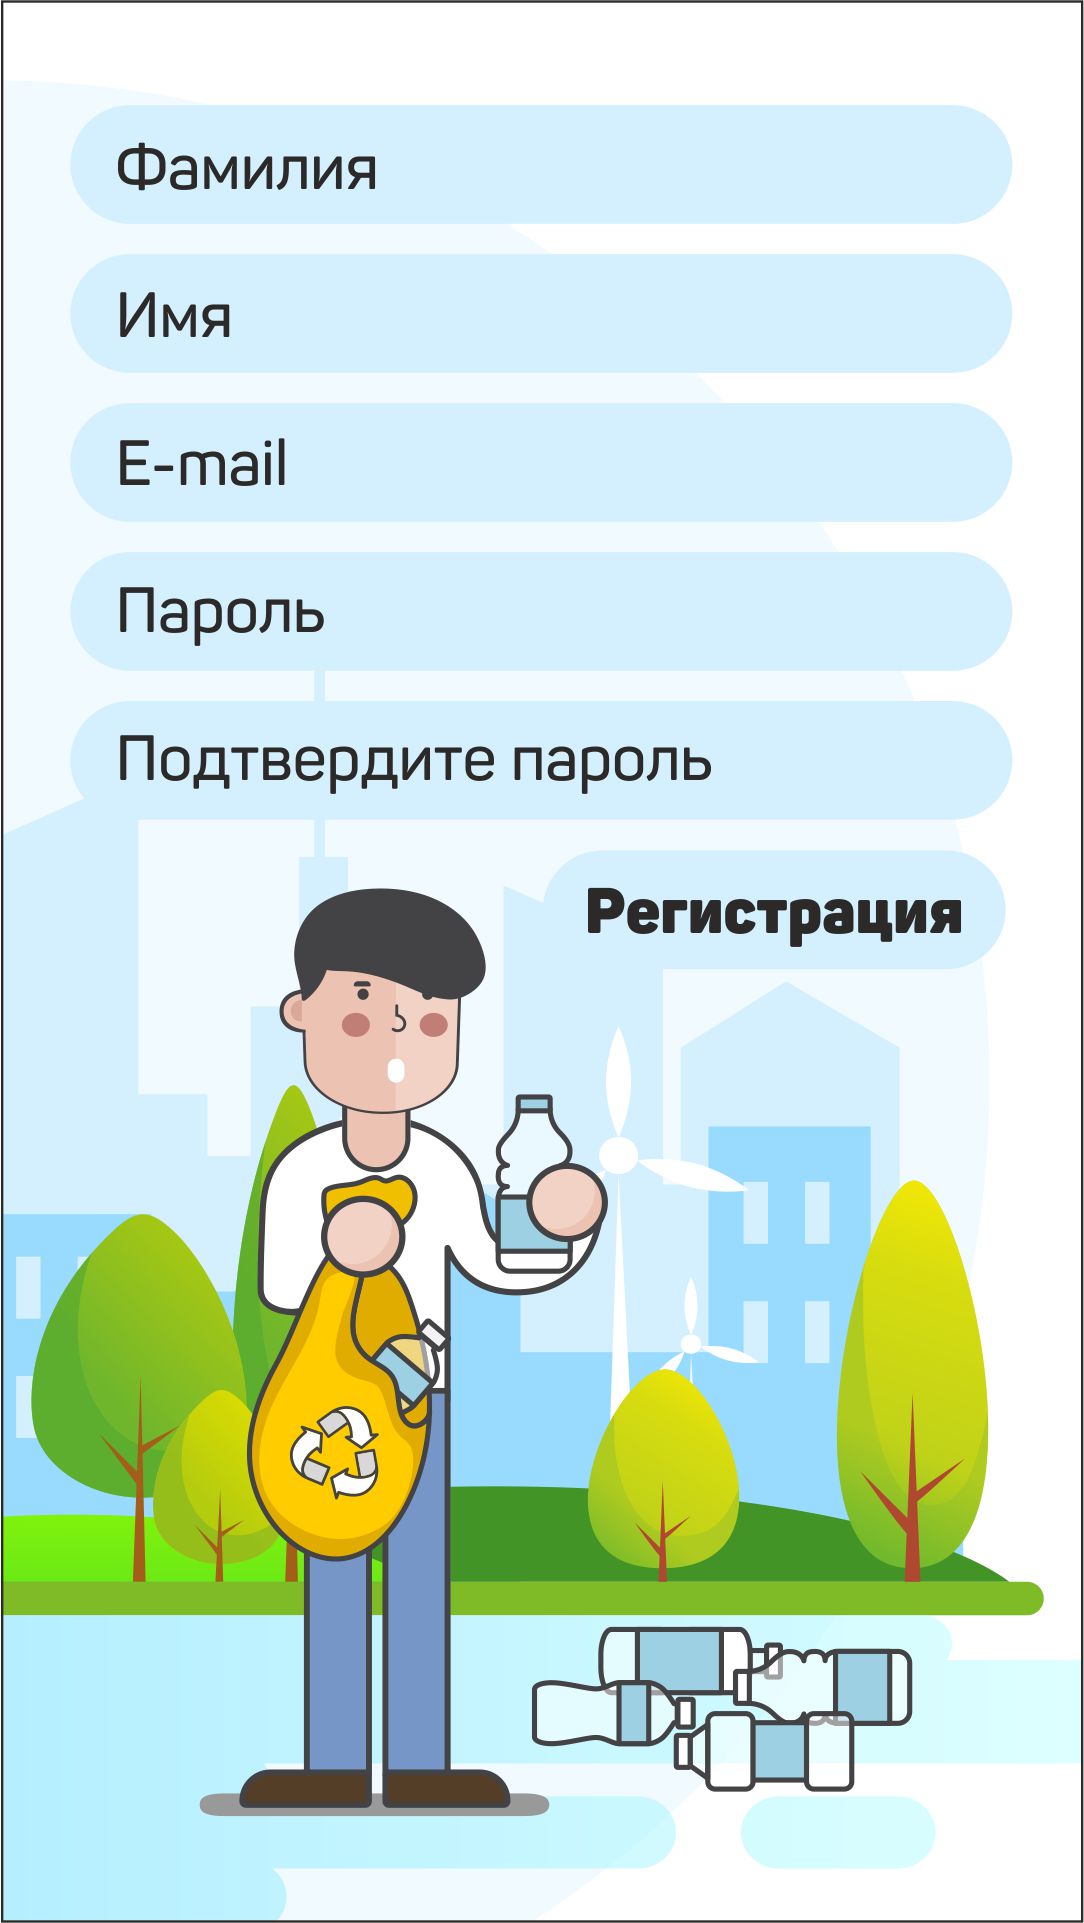 Фамилия
Имя
E-mail
Пароль
Подтвердите пароль
Регистрация